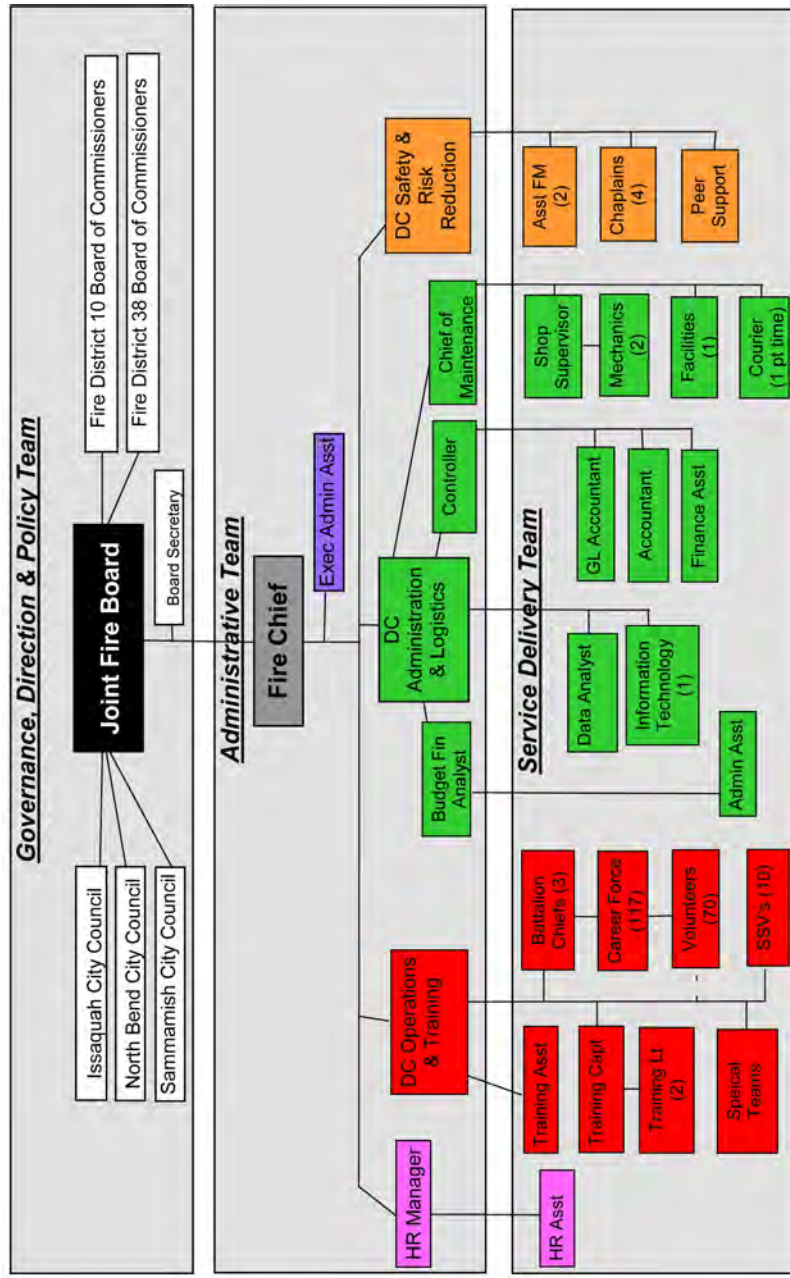 Governance, Direction & Policy Team
Issaquah City Council
North Bend City Council
Sammamish City Council
Joint Fire Board
Fire District 10 Board of Commissioners
Fire District 38 Board of Commissioners
Board Secretary
Administrative Team
Fire Chief
Exec Admin Asst
HR Manager
DC Operations
& Training
Budget Fin
Analyst
DC
Administration
& Logistics
Controller
Chief of
Maintenance
DC Safety &
Risk
Reduction
Service Delivery Team
HR Asst
Training Asst
Training Capt
Training Lt
(2)
Speical
Teams
Battalion
Chiefs (3)
Career Force
(117)
Volunteers
(70)
SSV's (10)
Admin Asst
Data Analyst
Information
Technology
(1)
GL Accountant
Accountant
Finance Asst
Shop
Supervisor
Mechanics
(2)
Facilities
(1)
Courier
(1 pt time)
Asst FM
(2)
Chaplains
(4)
Peer
Support